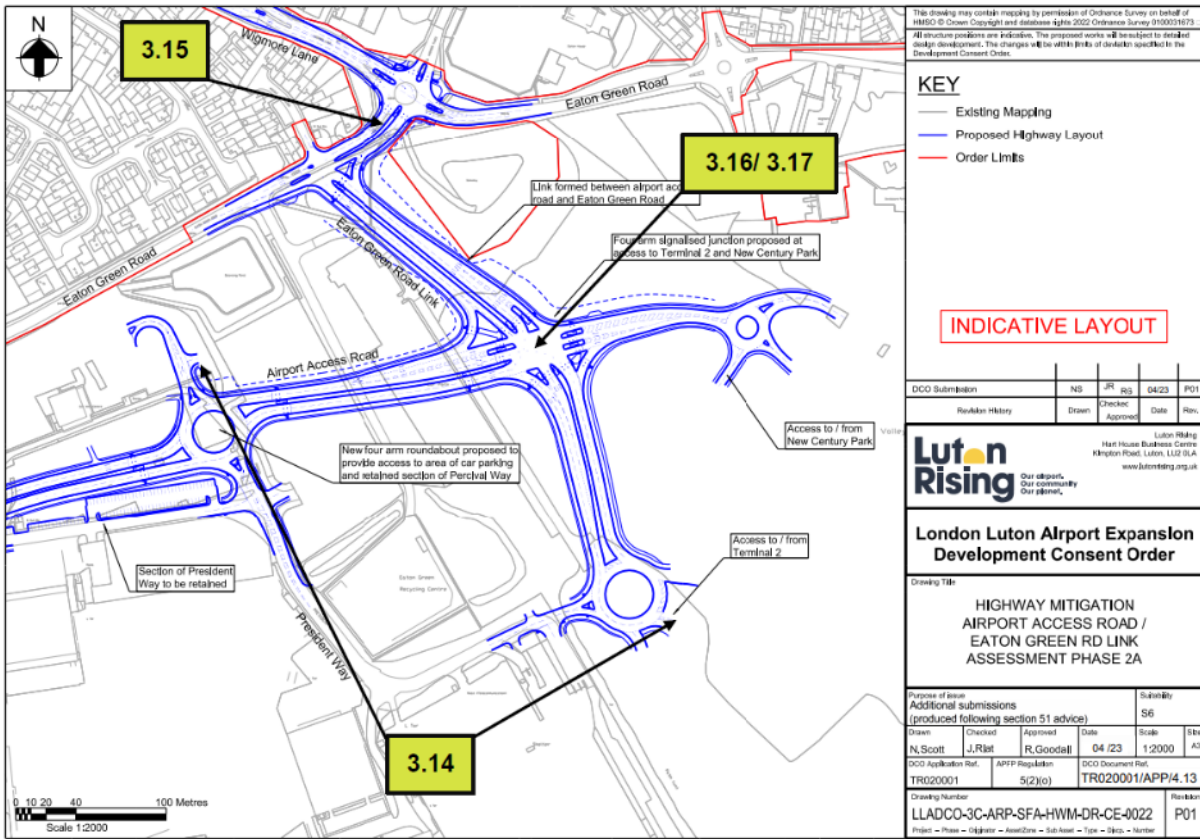 N
3.15
Wigmore Lane
Eaton Green Road
3.16/ 3.17
Link formed between airport acc
road and Eaton Green Road
Four arm signalised junction proposed at
access to Terminal 2 and New Century Park
Eaton Green Road Link
Eaton Green Road
Airport Access Road
Access to / from
New Century Park
New four arm roundabout proposed to
provide access to area of car parking
and retained section of Percival Way
Access to / from
Terminal 2
Section of President
Way to be retained
Eaton Green
Recycling Centre
President Way
3.14
0 10 20 40 100 Metres
Scale 1:2000
This drawing may contain mapping by permission of Ordnance Survey on behalf of
HMSO © Crown Copyright and database rights 2022 Ordnance Survey 0100031673
All structure positions are indicative. The proposed works will be subject to detailed
design development. The changes will be within limits of deviation specified in the
Development Consent Order.
KEY
Existing Mapping
Proposed Highway Layout
Order Limits
INDICATIVE LAYOUT
DCO Submission NS JR RG 04/23 P01
Revision History Drawn Checked Approved Date Rev.
Luton Rising
Our airport.
Our community
Our planet.
Luton Rising
Hart House Business Centre
Kimpton Road, Luton, LU2 0LA
www.lutonrising.org.uk
London Luton Airport Expansion
Development Consent Order
Drawing Title
HIGHWAY MITIGATION
AIRPORT ACCESS ROAD /
EATON GREEN RD LINK
ASSESSMENT PHASE 2A
Purpose of issue Suitability
Additional submissions
(produced following section 51 advice) S6
Drawn Checked Approved Date Scale Size
N.Scott J.Riat R.Goodall 04 /23 1:2000 A3
DCO Application Ref. APFP Regulation DCO Document Ref.
TR020001 5(2)(o) TR020001/APP/4.13
Drawing Number Revision
LLADCO-3C-ARP-SFA-HWM-DR-CE-0022 P01